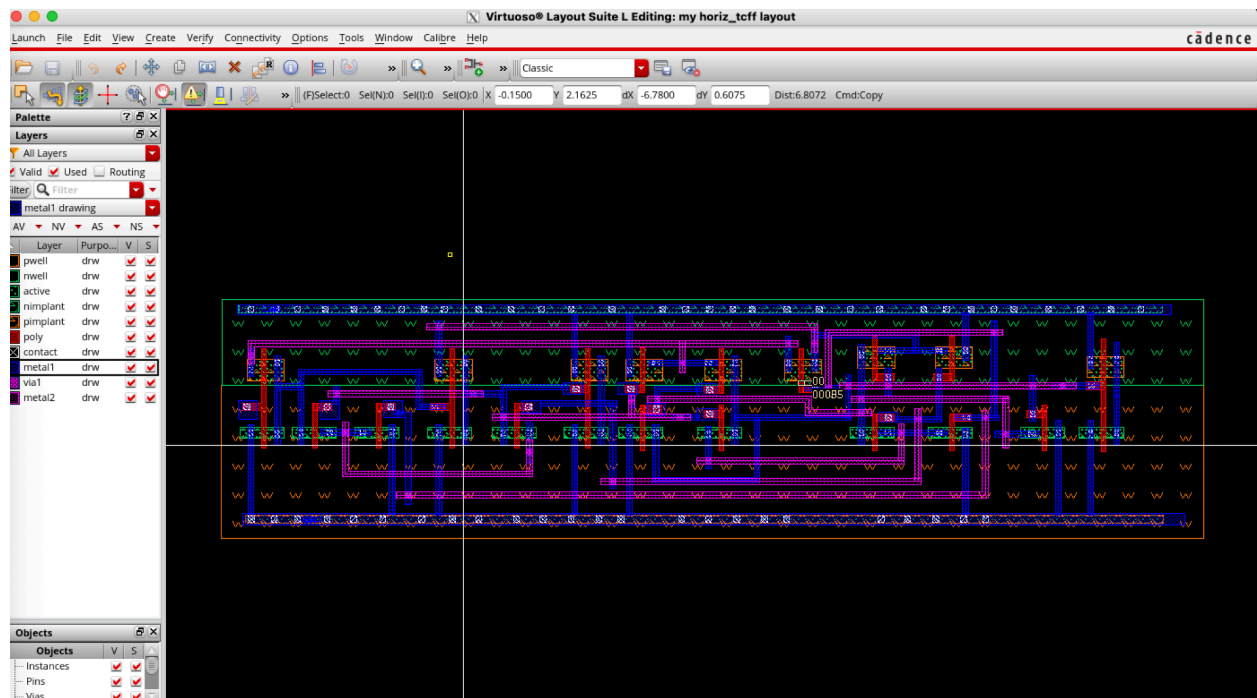 Virtuoso® Layout Suite L Editing: my horiz_tcff layout
Launch File Edit View Create Verify Connectivity Options Tools Window Calibre Help
cādence
» » » Classic
» (F)Select:0 Sel(N):0 Sel(I):0 Sel(O):0 X -0.1500 Y 2.1625 dX -6.7800 dY 0.6075 Dist:6.8072 Cmd:Copy
Palette
Layers
All Layers
Valid Used Routing
Filter
metal1 drawing
AV NV AS NS
Layer Purpo... V S
pwell drw
nwell drw
active drw
nimplant drw
pimplant drw
poly drw
contact drw
metal1 drw
via1 drw
metal2 drw
Objects
Objects V S
Instances
Pins
Vias